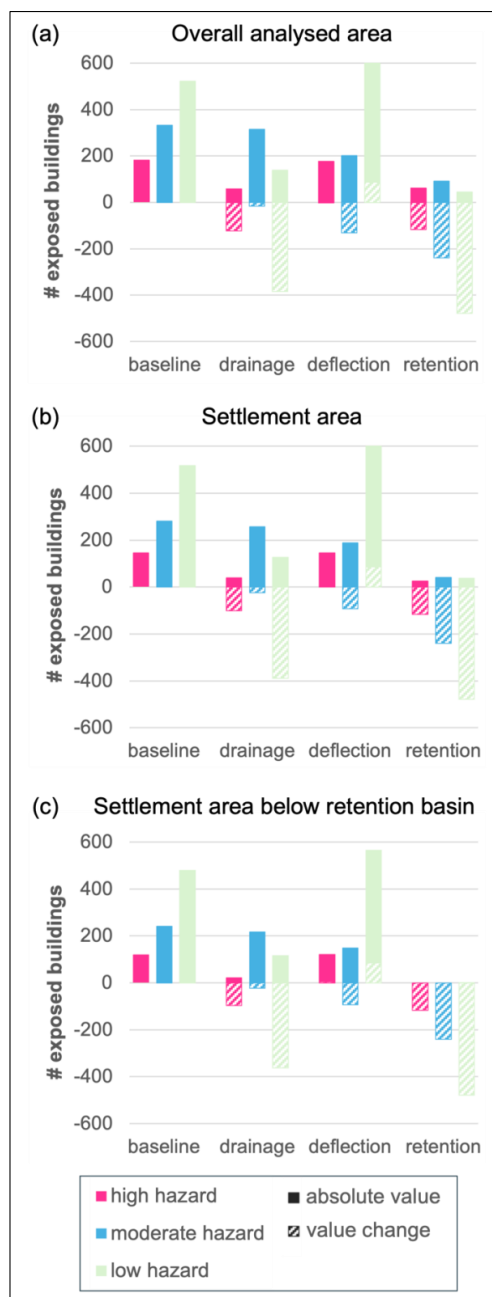 (a) Overall analysed area
600
400
200
0
-200
-400
-600
# exposed buildings
baseline drainage deflection retention
(b) Settlement area
600
400
200
0
-200
-400
-600
# exposed buildings
baseline drainage deflection retention
(c) Settlement area below retention basin
600
400
200
0
-200
-400
-600
# exposed buildings
baseline drainage deflection retention
high hazard absolute value
moderate hazard value change
low hazard